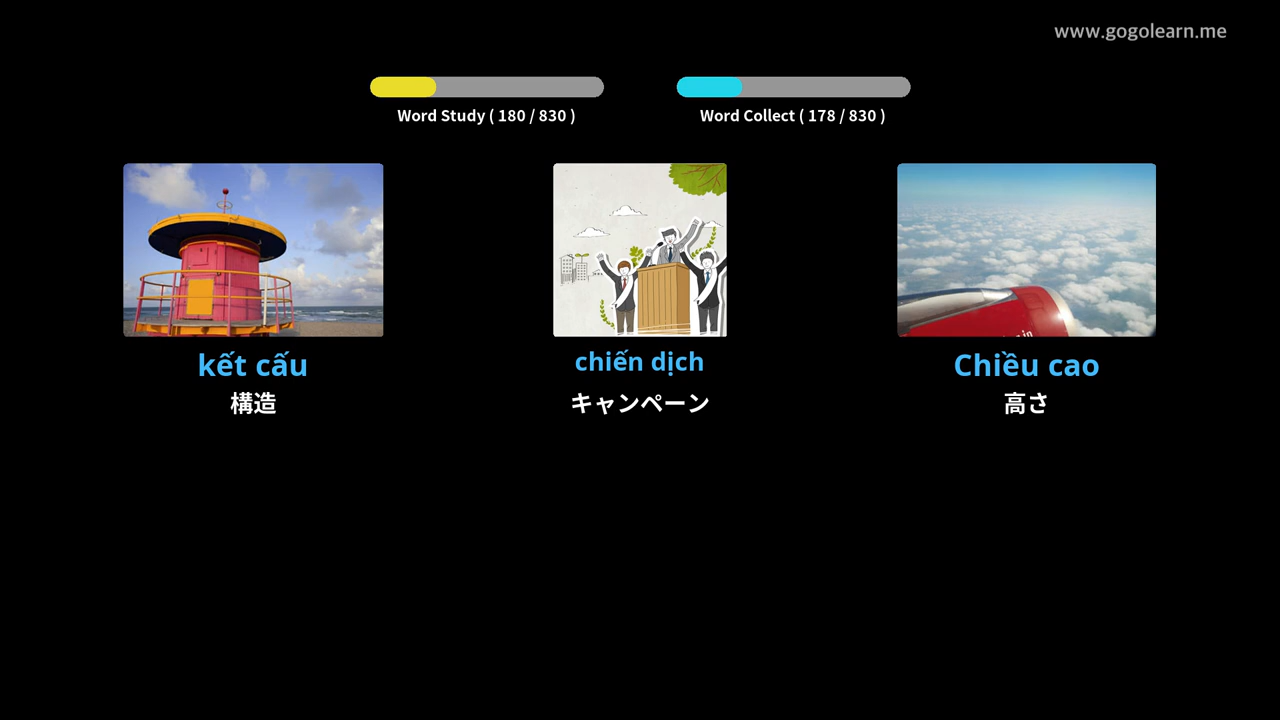 www.gogolearn.me
Word Study ( 180 / 830 )
Word Collect ( 178 / 830 )
kết cấu
構造
chiến dịch
キャンペーン
Chiều cao
高さ